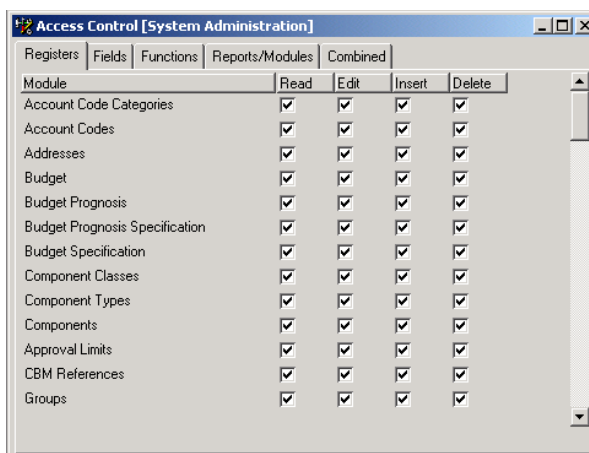 Access Control [System Administration]
Registers Fields Functions Reports/Modules Combined
Module Read Edit Insert Delete
Account Code Categories
Account Codes
Addresses
Budget
Budget Prognosis
Budget Prognosis Specification
Budget Specification
Component Classes
Component Types
Components
Approval Limits
CBM References
Groups